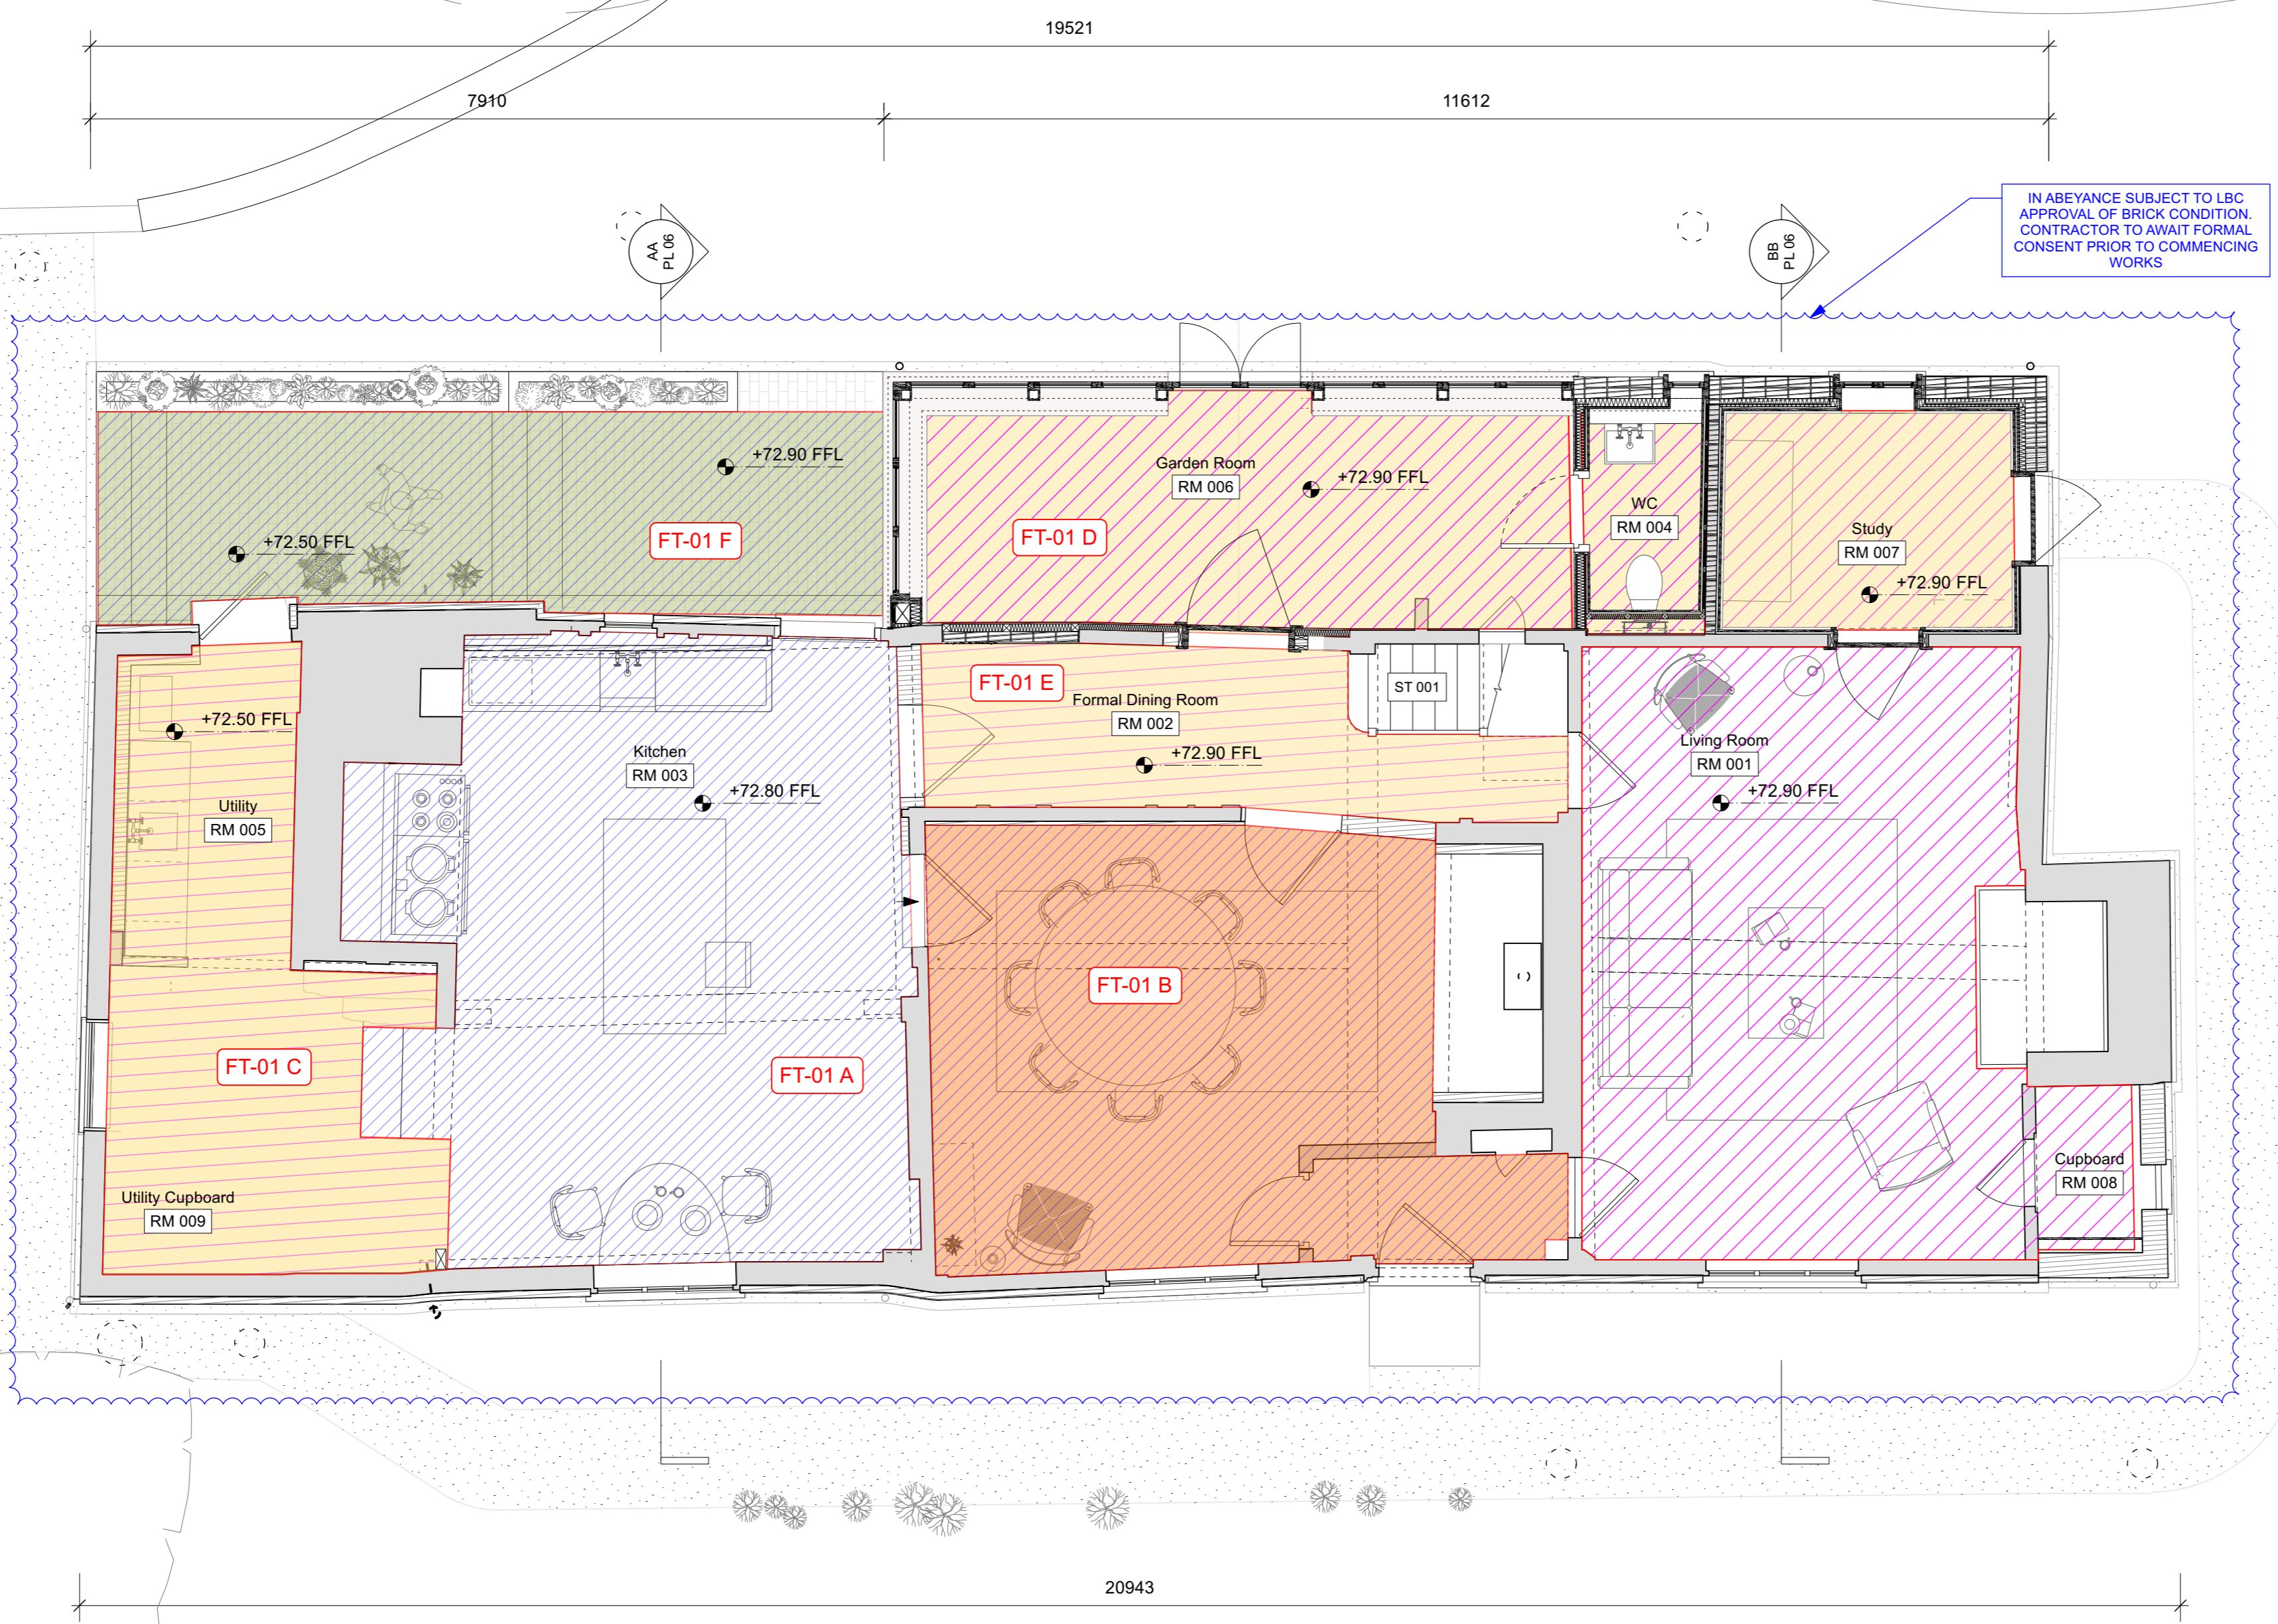 19521
7910
11612
IN ABEYANCE SUBJECT TO LBC
APPROVAL OF BRICK CONDITION.
CONTRACTOR TO AWAIT FORMAL
CONSENT PRIOR TO COMMENCING
WORKS
AA
PL 06
BB
PL 06
+72.90 FFL
+72.50 FFL
FT-01 F
Garden Room
RM 006
+72.90 FFL
FT-01 D
WC
RM 004
Study
RM 007
+72.90 FFL
+72.50 FFL
Utility
RM 005
Kitchen
RM 003
+72.80 FFL
FT-01 E
Formal Dining Room
RM 002
+72.90 FFL
ST 001
Living Room
RM 001
+72.90 FFL
FT-01 C
FT-01 A
FT-01 B
Utility Cupboard
RM 009
Cupboard
RM 008
20943